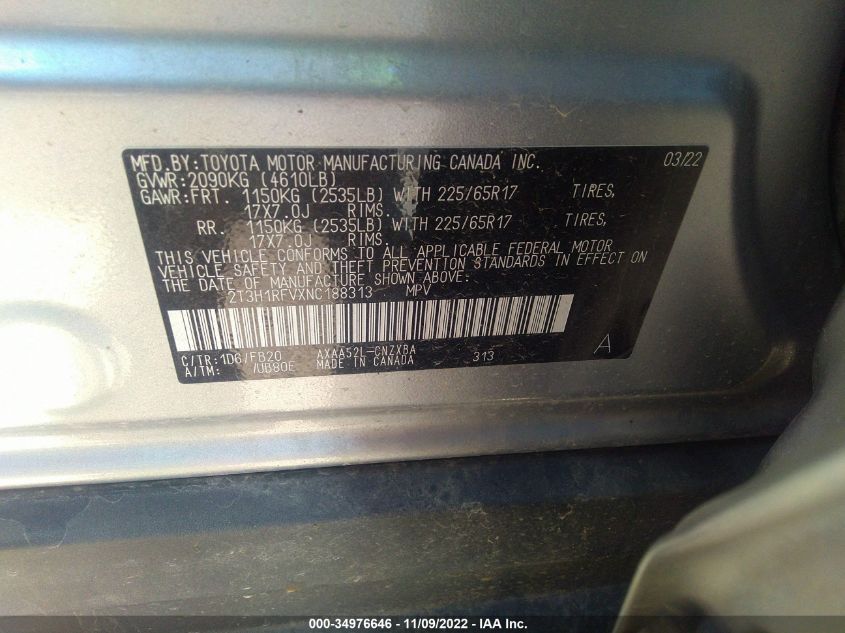 MFD.BY:TOYOTA MOTOR MANUFACTURING CANADA INC. 03/22
GVWR:2090KG (4610LB)
GAWR:FRT. 1150KG (2535LB) WITH 225/65R17 TIRES,
17X7.0J RIMS.
RR. 1150KG (2535LB) WITH 225/65R17 TIRES,
17X7.0J RIMS.
THIS VEHICLE CONFORMS TO ALL APPLICABLE FEDERAL MOTOR
VEHICLE SAFETY AND THEFT PREVENTION STANDARDS IN EFFECT ON
THE DATE OF MANUFACTURE SHOWN ABOVE.
2T3H1RFVXNC188313 MPV
C/TR:1D6/FB20 AXAA52L-CNZXBA 313 A
A/TM: /UB80E MADE IN CANADA
000-34976646 - 11/09/2022 - IAA Inc.